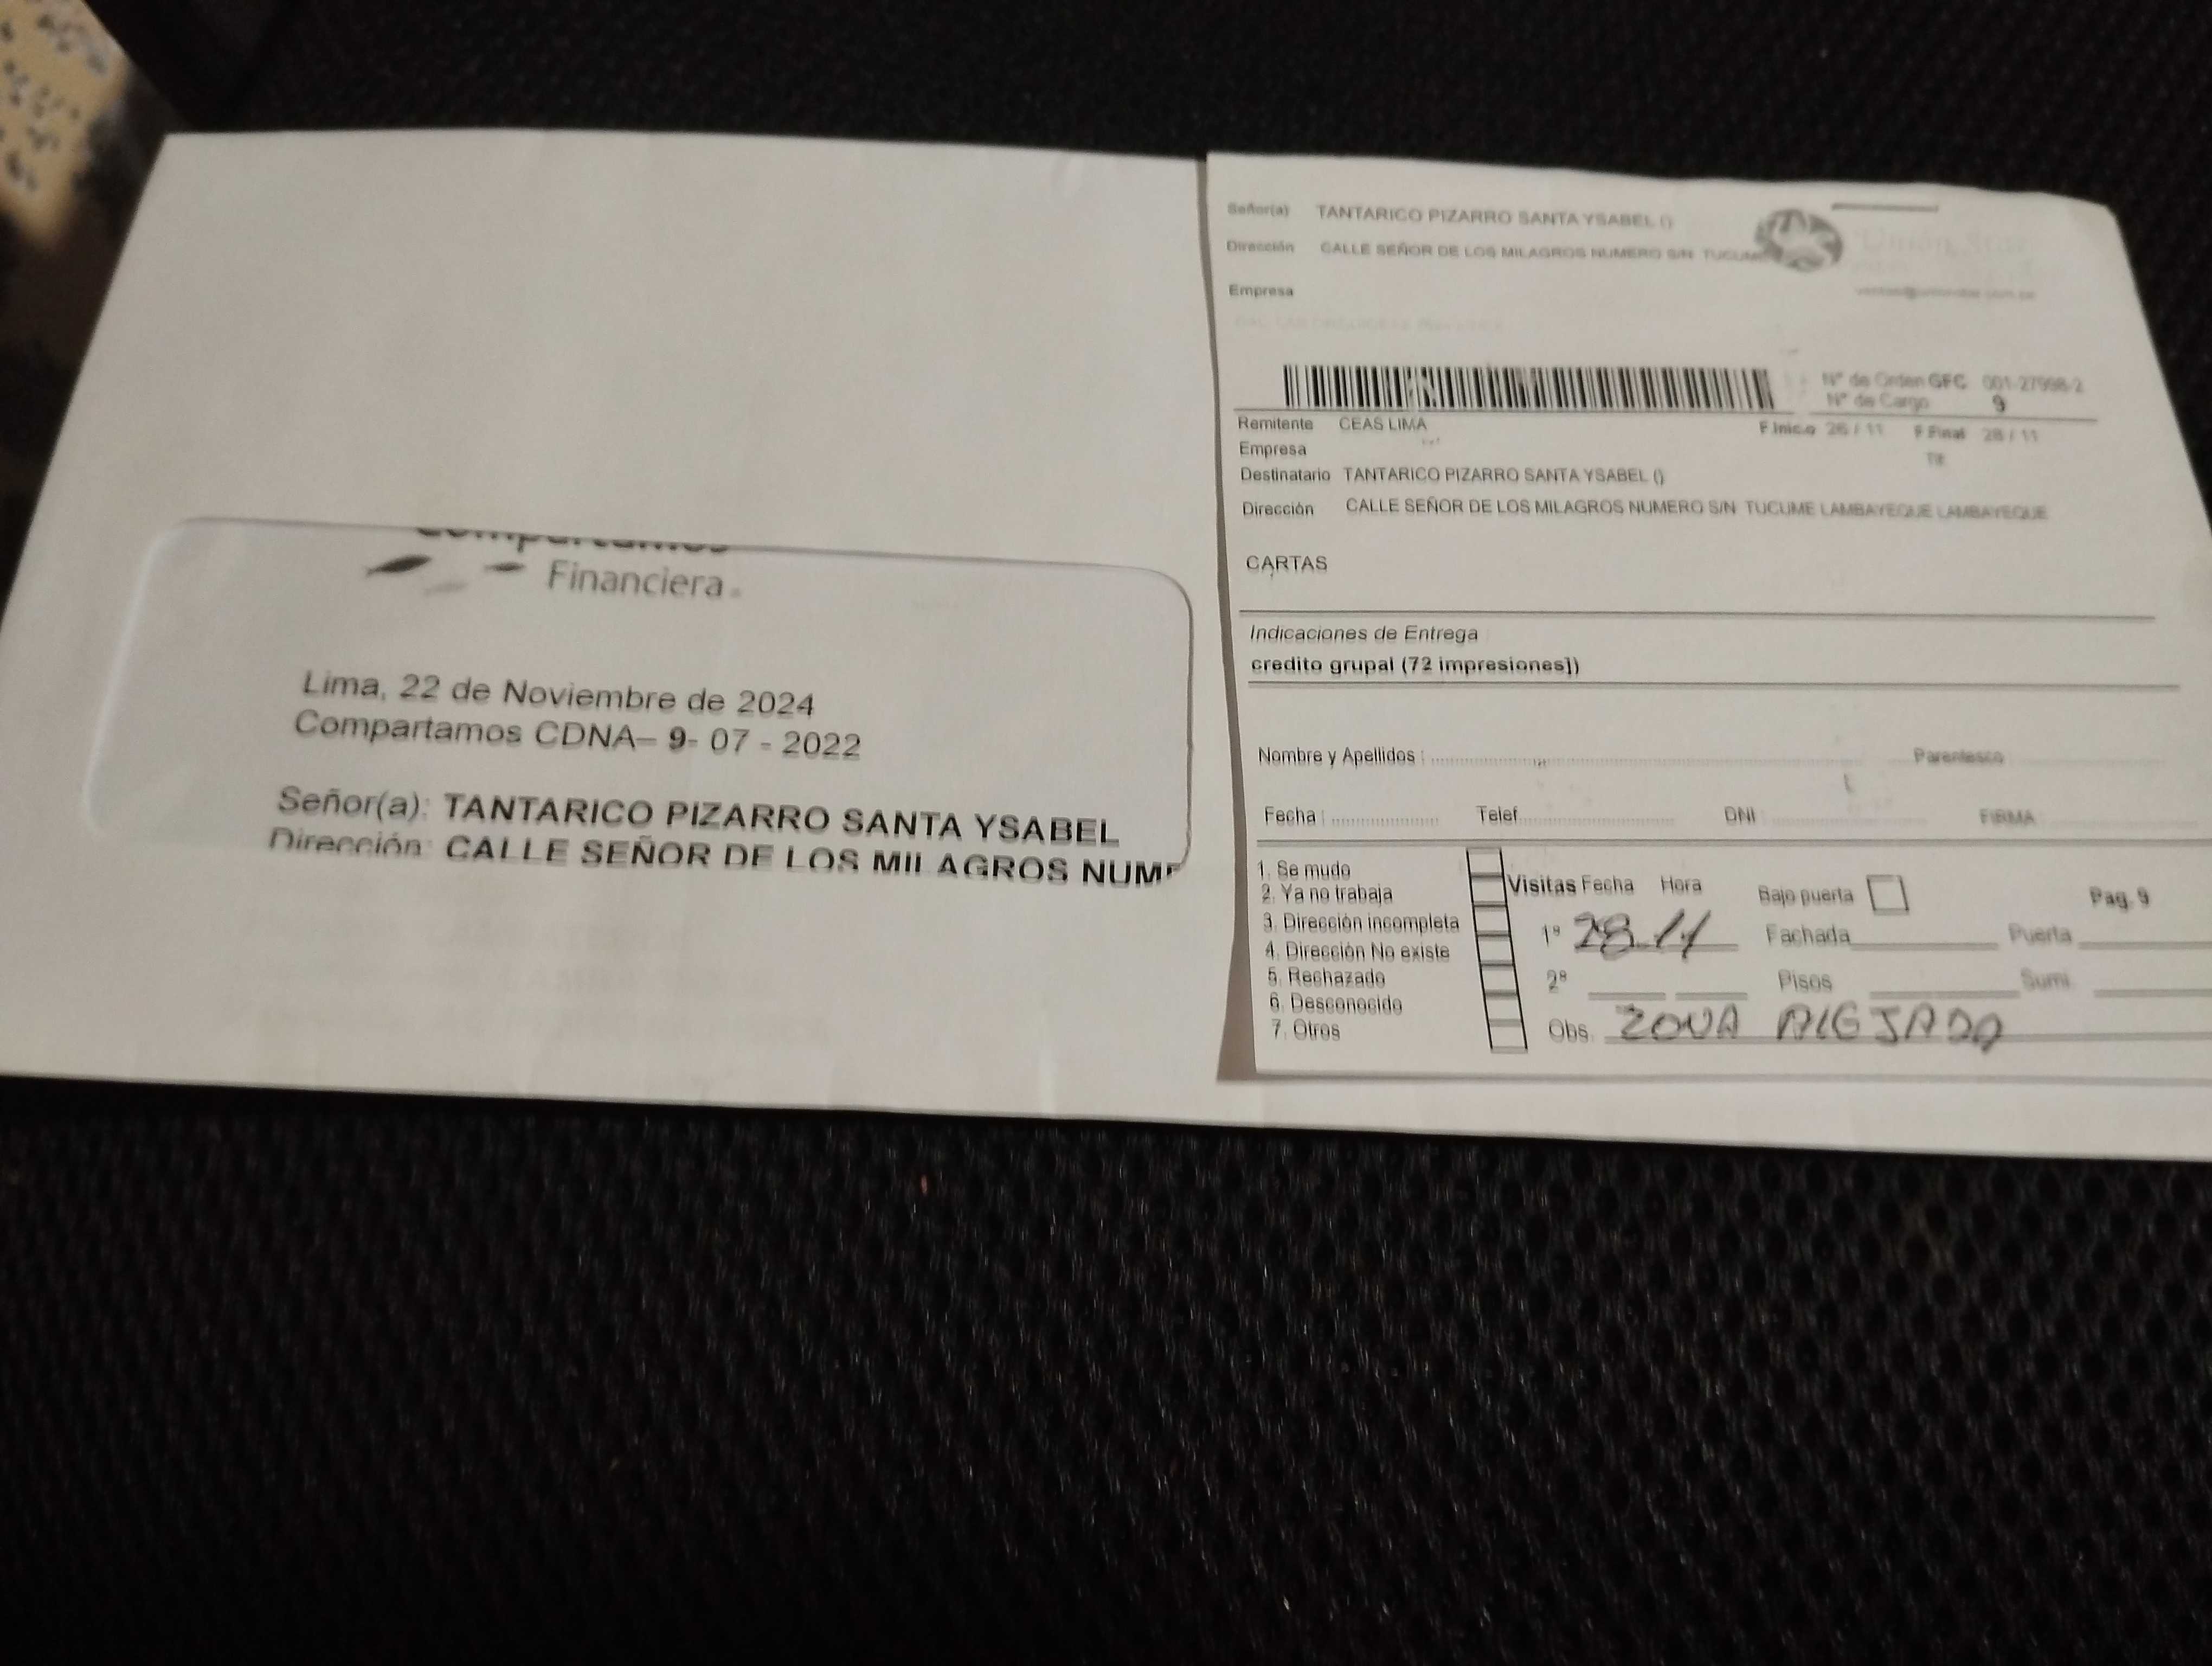 Compartamos
Financiera
Lima, 22 de Noviembre de 2024
Compartamos CDNA– 9- 07 - 2022
Señor(a): TANTARICO PIZARRO SANTA YSABEL
Dirección: CALLE SEÑOR DE LOS MILAGROS NUME
Señor(a) TANTARICO PIZARRO SANTA YSABEL ()
Dirección CALLE SEÑOR DE LOS MILAGROS NUMERO S/N TUCUME
Empresa
N° de Orden GFC 001-27998-2
N° de Cargo 9
Remitente CEAS LIMA
F.Inicio 26 / 11 F.Final 28 / 11
Empresa
Destinatario TANTARICO PIZARRO SANTA YSABEL ()
Tlf
Dirección CALLE SEÑOR DE LOS MILAGROS NUMERO S/N TUCUME LAMBAYEQUE LAMBAYEQUE
CARTAS
Indicaciones de Entrega
credito grupal (72 impresiones])
Nombre y Apellidos : Parentesco
Fecha : Telef. DNI FIRMA
1. Se mudo
2. Ya no trabaja
3. Dirección incompleta
4. Dirección No existe
5. Rechazado
6. Desconocido
7. Otros
Visitas Fecha Hora Bajo puerta Pag. 9
1ª 28.11 Fachada Puerta
2ª Pisos Sumi.
Obs. ZONA ALEJADA